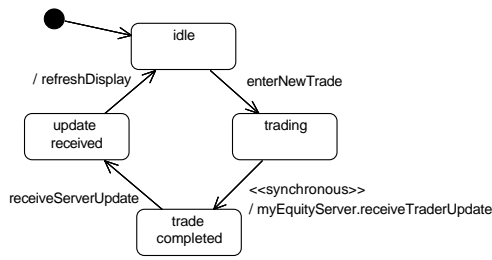 idle
/ refreshDisplay
enterNewTrade
update
received
trading
<<synchronous>>
/ myEquityServer.receiveTraderUpdate
receiveServerUpdate
trade
completed